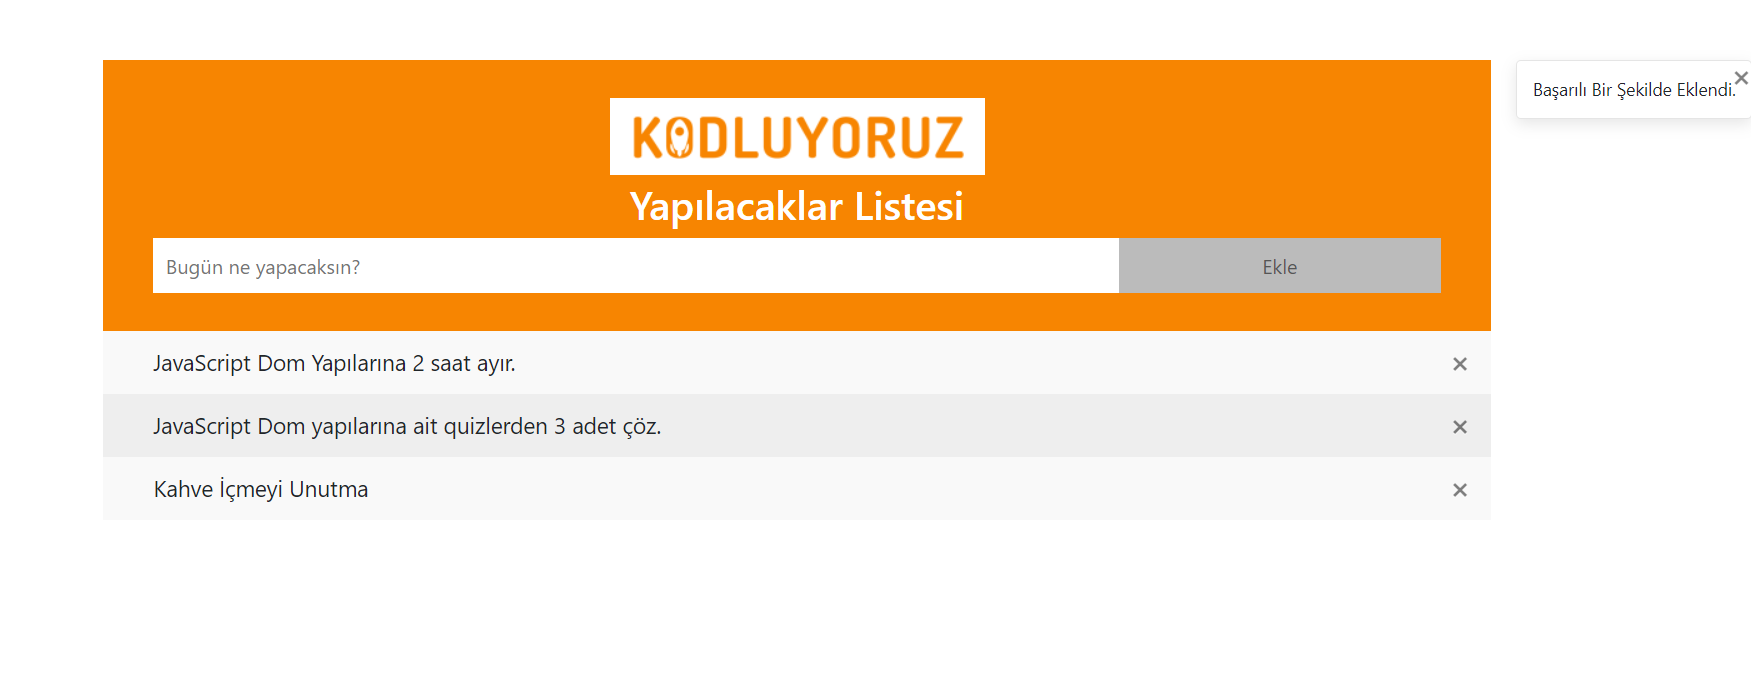 KODLUYORUZ
Yapılacaklar Listesi
Bugün ne yapacaksın?
Ekle
JavaScript Dom Yapılarına 2 saat ayır.
JavaScript Dom yapılarına ait quizlerden 3 adet çöz.
Kahve İçmeyi Unutma
Başarılı Bir Şekilde Eklendi.